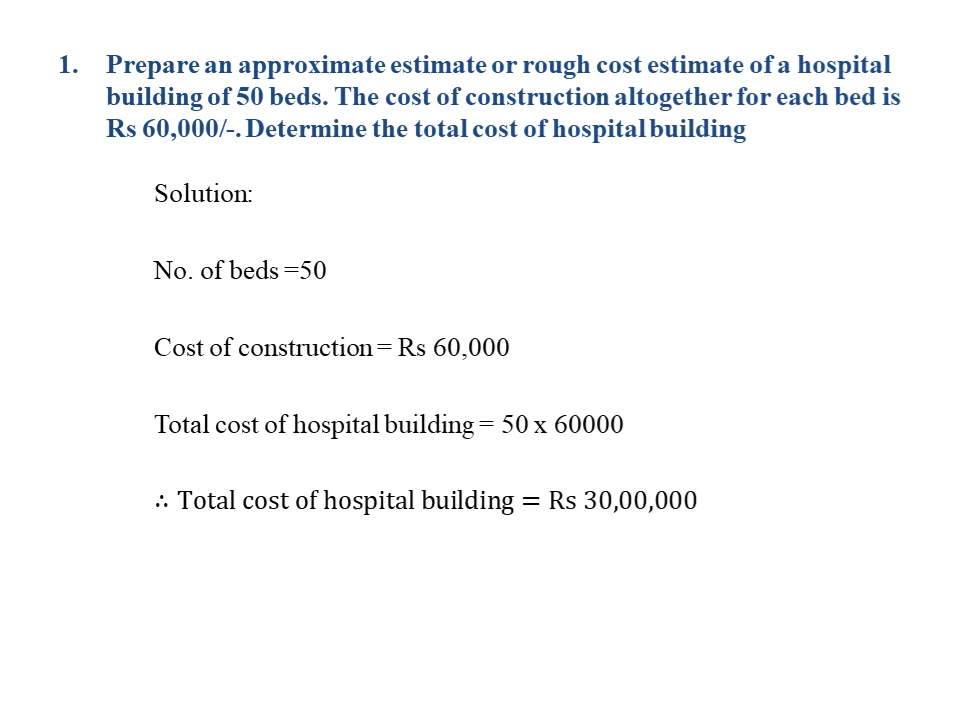 1. Prepare an approximate estimate or rough cost estimate of a hospital
building of 50 beds. The cost of construction altogether for each bed is
Rs 60,000/-. Determine the total cost of hospital building
Solution:
No. of beds =50
Cost of construction = Rs 60,000
Total cost of hospital building = 50 x 60000
∴ Total cost of hospital building = Rs 30,00,000